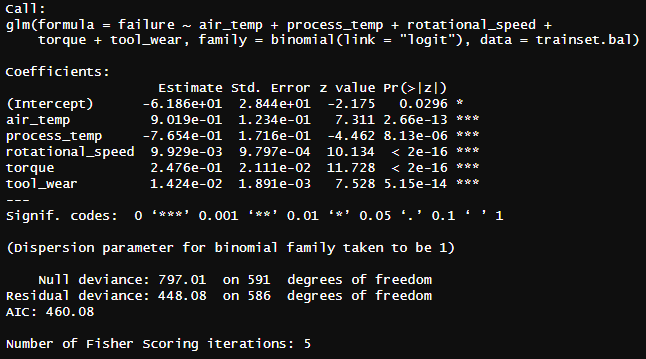 Call:
glm(formula = failure ~ air_temp + process_temp + rotational_speed +
    torque + tool_wear, family = binomial(link = "logit"), data = trainset.bal)

Coefficients:
                   Estimate Std. Error z value Pr(>|z|)
(Intercept)      -6.186e+01  2.844e+01  -2.175   0.0296 *
air_temp          9.019e-01  1.234e-01   7.311 2.66e-13 ***
process_temp     -7.654e-01  1.716e-01  -4.462 8.13e-06 ***
rotational_speed  9.929e-03  9.797e-04  10.134  < 2e-16 ***
torque            2.476e-01  2.111e-02  11.728  < 2e-16 ***
tool_wear         1.424e-02  1.891e-03   7.528 5.15e-14 ***
---
Signif. codes:  0 ‘***’ 0.001 ‘**’ 0.01 ‘*’ 0.05 ‘.’ 0.1 ‘ ’ 1

(Dispersion parameter for binomial family taken to be 1)

    Null deviance: 797.01  on 591  degrees of freedom
Residual deviance: 448.08  on 586  degrees of freedom
AIC: 460.08

Number of Fisher Scoring iterations: 5